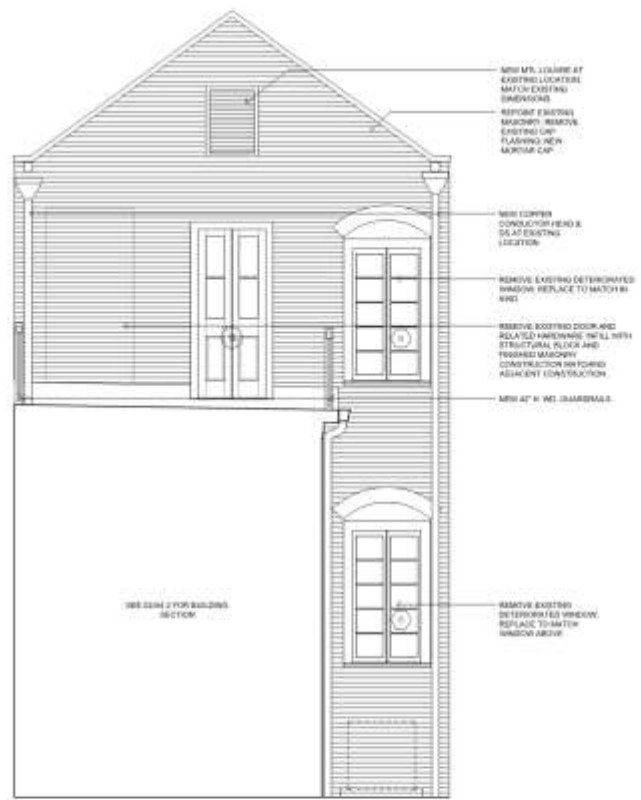 NEW MTL LOUVRE AT
EXISTING LOCATION.
MATCH EXISTING
DIMENSIONS
REPOINT EXISTING
MASONRY. REMOVE
EXISTING CAP
FLASHING. NEW
MORTAR CAP
NEW COPPER
CONDUCTOR HEAD &
DS AT EXISTING
LOCATION
REMOVE EXISTING DETERIORATED
WINDOW. REPLACE TO MATCH IN
KIND.
REMOVE EXISTING DOOR AND
RELATED HARDWARE. INFILL WITH
STRUCTURAL BLOCK AND
FINISHED MASONRY
CONSTRUCTION MATCHING
ADJACENT CONSTRUCTION.
NEW 42" H. WD. GUARDRAILS
SEE FOR BUILDING
SECTION
REMOVE EXISTING
DETERIORATED WINDOW.
REPLACE TO MATCH
WINDOW ABOVE